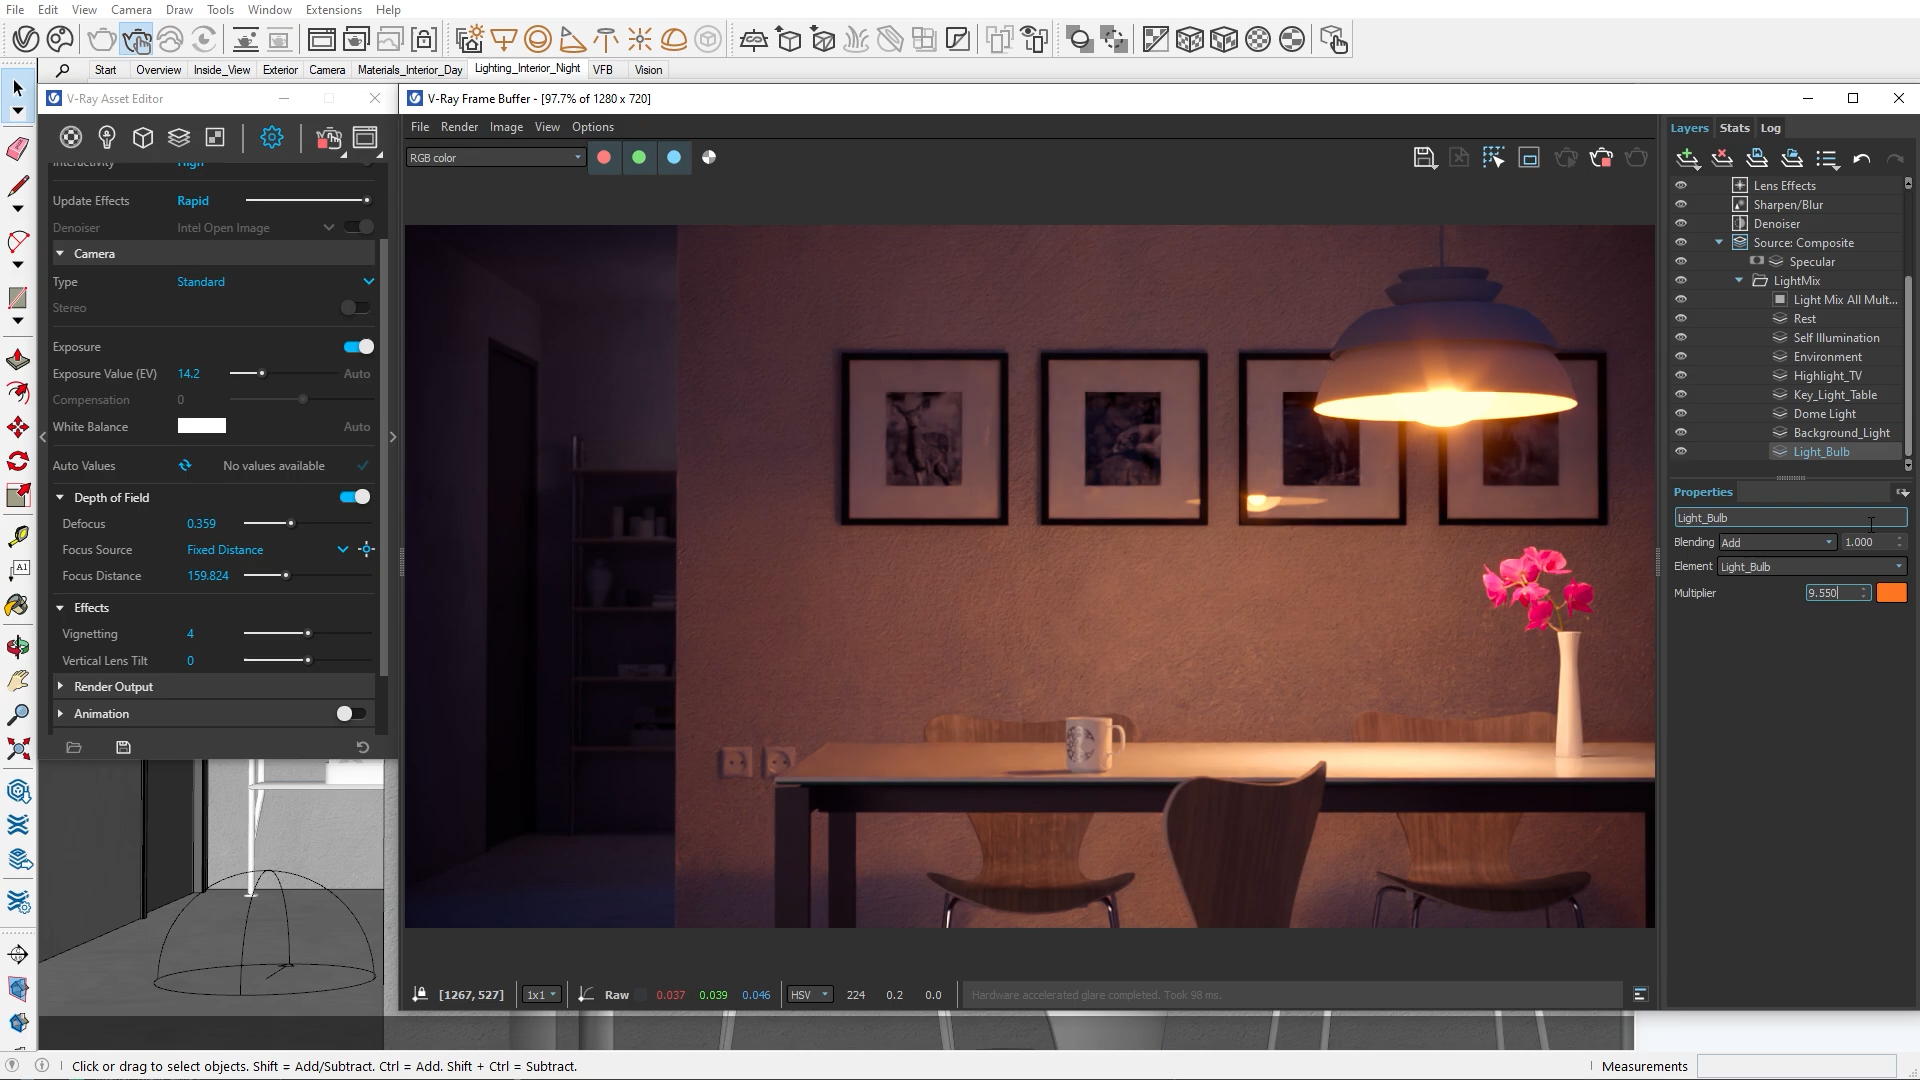 File Edit View Camera Draw Tools Window Extensions Help
Start Overview Inside_View Exterior Camera Materials_Interior_Day Lighting_Interior_Night VFB Vision
V-Ray Asset Editor
Interactivity High
Update Effects Rapid
Denoiser Intel Open Image
Camera
Type Standard
Stereo
Exposure
Exposure Value (EV) 14.2 Auto
Compensation 0
White Balance Auto
Auto Values No values available
Depth of Field
Defocus 0.359
Focus Source Fixed Distance
Focus Distance 159.824
Effects
Vignetting 4
Vertical Lens Tilt 0
Render Output
Animation
V-Ray Frame Buffer - [97.7% of 1280 x 720]
File Render Image View Options
RGB color
[1267, 527] 1x1 Raw 0.037 0.039 0.046 HSV 224 0.2 0.0 Hardware accelerated glare completed. Took 98 ms.
Layers Stats Log
Lens Effects
Sharpen/Blur
Denoiser
Source: Composite
Specular
LightMix
Light Mix All Mult...
Rest
Self Illumination
Environment
Highlight_TV
Key_Light_Table
Dome Light
Background_Light
Light_Bulb
Properties
Light_Bulb
Blending Add 1.000
Element Light_Bulb
Multiplier 9.550
A1
Click or drag to select objects. Shift = Add/Subtract. Ctrl = Add. Shift + Ctrl = Subtract.
Measurements